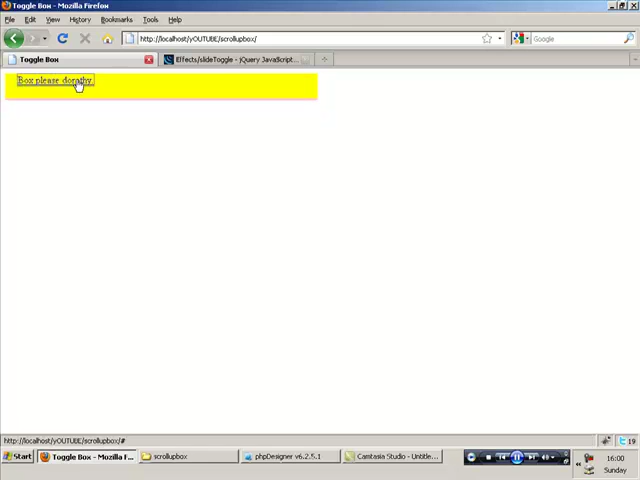 Toggle Box - Mozilla Firefox
File Edit View History Bookmarks Tools Help
http://localhost/yOUTUBE/scrollupbox/
Google
Toggle Box
Effects/slideToggle - jQuery JavaScript...
Box please dorathy.
http://localhost/yOUTUBE/scrollupbox/#
19
Start
Toggle Box - Mozilla F...
scrollupbox
phpDesigner v6.2.5.1
Camtasia Studio - Untitle...
16:00
Sunday